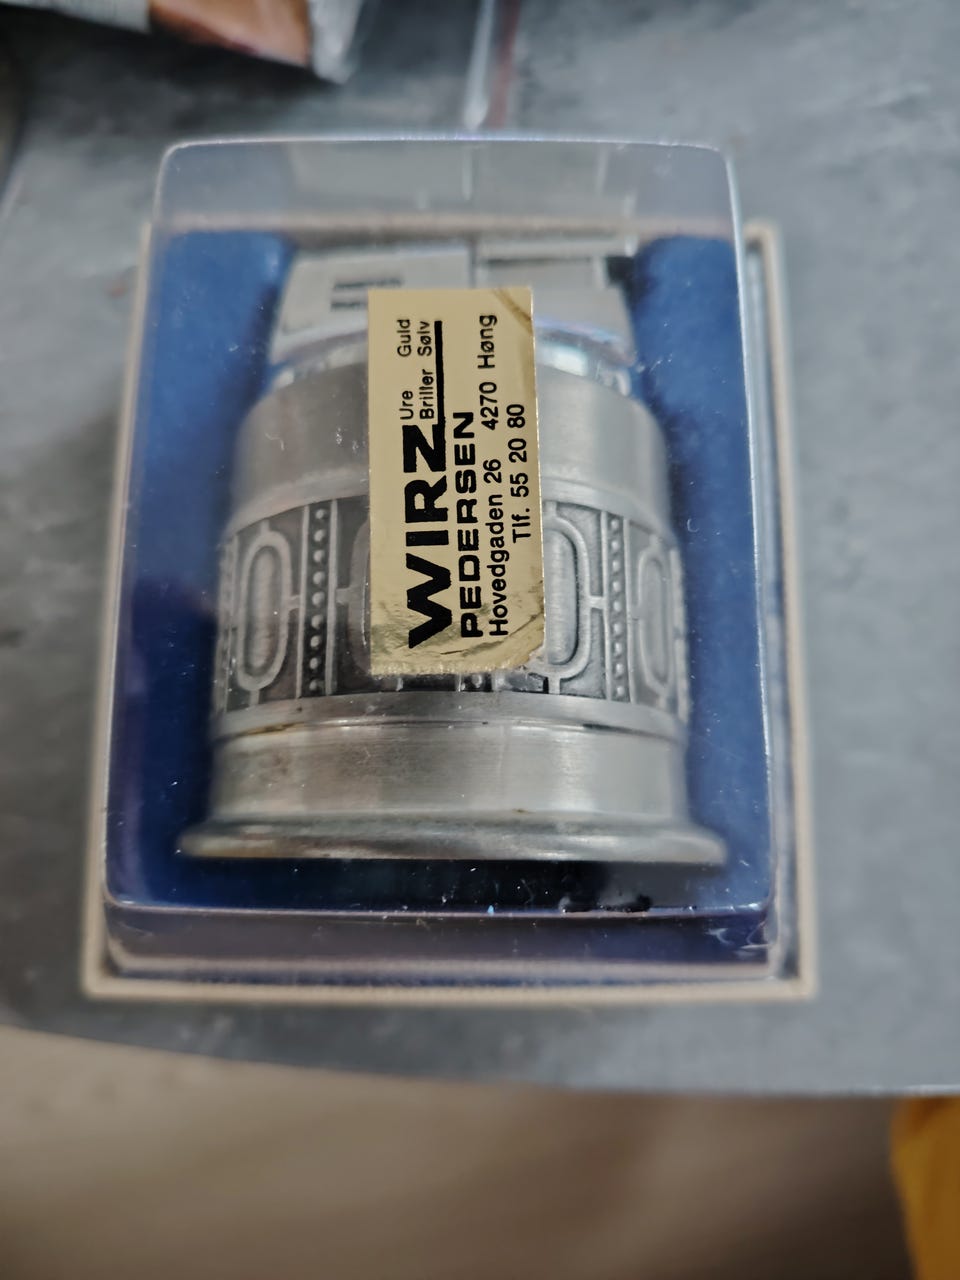 Ure Guld
Briller Sølv
WIRZ
PEDERSEN
Hovedgaden 26 4270 Høng
Tlf. 55 20 80